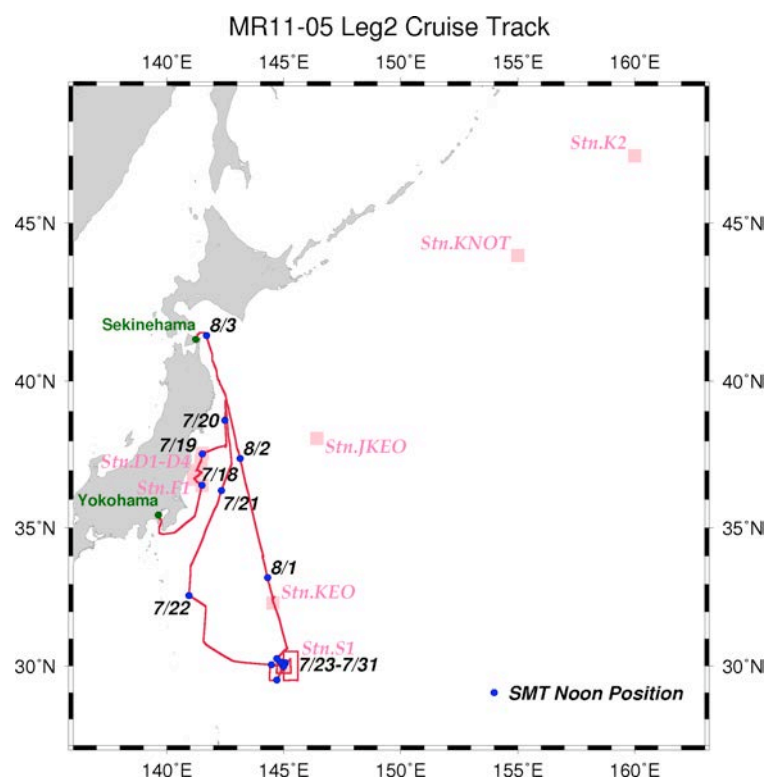 MR11-05 Leg2 Cruise Track
140˚E 145˚E 150˚E 155˚E 160˚E
Stn.K2
45˚N 45˚N
Stn.KNOT
Sekinehama 8/3
40˚N 40˚N
7/20
Stn.JKEO
7/19 8/2
Stn.D1-D4
7/18
Stn.F1
Yokohama 7/21
35˚N 35˚N
8/1
Stn.KEO
7/22
Stn.S1
30˚N 7/23-7/31 30˚N
SMT Noon Position
140˚E 145˚E 150˚E 155˚E 160˚E